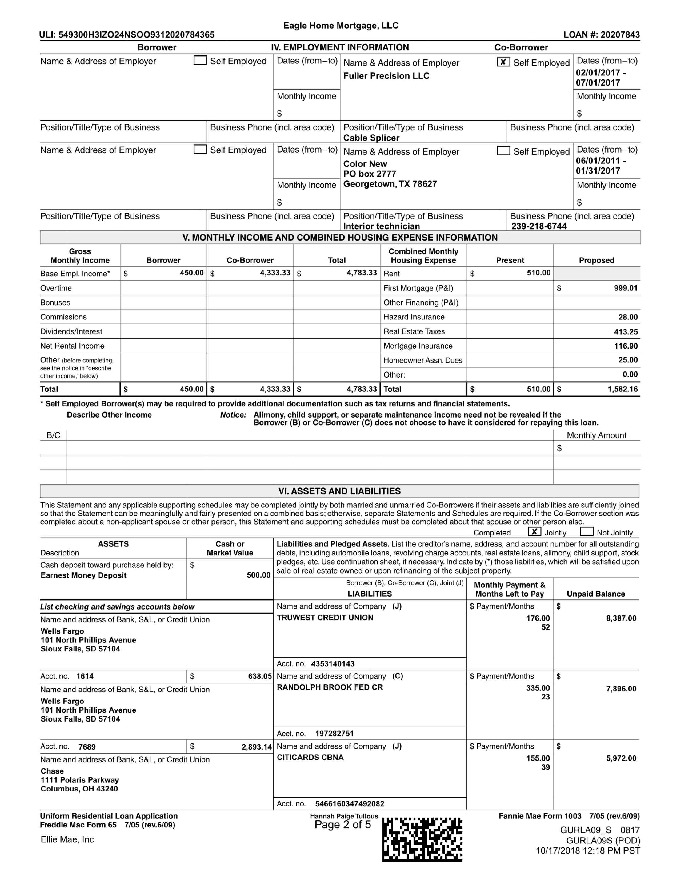 Eagle Home Mortgage, LLC
ULI: 549300H3IZO24NSOO9312020784365 LOAN #: 20207843
Borrower IV. EMPLOYMENT INFORMATION Co-Borrower
Name & Address of Employer Self Employed Dates (from–to) Name & Address of Employer X Self Employed Dates (from–to)
Fuller Precision LLC 02/01/2017 -
07/01/2017
Monthly Income Monthly Income
$ $
Position/Title/Type of Business Business Phone (incl. area code) Position/Title/Type of Business Business Phone (incl. area code)
Cable Splicer
Name & Address of Employer Self Employed Dates (from–to) Name & Address of Employer Self Employed Dates (from–to)
Color New 06/01/2011 -
PO box 2777 01/31/2017
Monthly Income Georgetown, TX 78627 Monthly Income
$ $
Position/Title/Type of Business Business Phone (incl. area code) Position/Title/Type of Business Business Phone (incl. area code)
Interior technician 239-218-6744
V. MONTHLY INCOME AND COMBINED HOUSING EXPENSE INFORMATION
Gross Monthly Income Borrower Co-Borrower Total Combined Monthly Housing Expense Present Proposed
Base Empl. Income* $ 450.00 $ 4,333.33 $ 4,783.33 Rent $ 510.00
Overtime First Mortgage (P&I) $ 999.01
Bonuses Other Financing (P&I)
Commissions Hazard Insurance 28.00
Dividends/Interest Real Estate Taxes 413.25
Net Rental Income Mortgage Insurance 116.90
Other (before completing, Homeowner Assn. Dues 25.00
see the notice in "describe
other income," below) Other: 0.00
Total $ 450.00 $ 4,333.33 $ 4,783.33 Total $ 510.00 $ 1,582.16
* Self Employed Borrower(s) may be required to provide additional documentation such as tax returns and financial statements.
Describe Other Income Notice: Alimony, child support, or separate maintenance income need not be revealed if the
Borrower (B) or Co-Borrower (C) does not choose to have it considered for repaying this loan.
B/C Monthly Amount
$
VI. ASSETS AND LIABILITIES
This Statement and any applicable supporting schedules may be completed jointly by both married and unmarried Co-Borrowers if their assets and liabilities are sufficiently joined
so that the Statement can be meaningfully and fairly presented on a combined basis; otherwise, separate Statements and Schedules are required. If the Co-Borrower section was
completed about a non-applicant spouse or other person, this Statement and supporting schedules must be completed about that spouse or other person also.
Completed X Jointly Not Jointly
ASSETS Cash or Market Value
Description
Cash deposit toward purchase held by: $
Earnest Money Deposit 500.00
Liabilities and Pledged Assets. List the creditor's name, address, and account number for all outstanding
debts, including automobile loans, revolving charge accounts, real estate loans, alimony, child support, stock
pledges, etc. Use continuation sheet, if necessary. Indicate by (*) those liabilities, which will be satisfied upon
sale of real estate owned or upon refinancing of the subject property.
Borrower (B), Co-Borrower (C), Joint (J)
LIABILITIES Monthly Payment & Months Left to Pay Unpaid Balance
List checking and savings accounts below Name and address of Company (J) $ Payment/Months $
Name and address of Bank, S&L, or Credit Union TRUWEST CREDIT UNION 176.00 8,387.00
Wells Fargo 52
101 North Phillips Avenue
Sioux Falls, SD 57104
Acct. no. 4353140143
Acct. no. 1614 $ 638.05 Name and address of Company (C) $ Payment/Months $
Name and address of Bank, S&L, or Credit Union RANDOLPH BROOK FED CR 335.00 7,896.00
Wells Fargo 23
101 North Phillips Avenue
Sioux Falls, SD 57104
Acct. no. 197282751
Acct. no. 7689 $ 2,893.14 Name and address of Company (J) $ Payment/Months $
Name and address of Bank, S&L, or Credit Union CITICARDS CBNA 155.00 5,972.00
Chase 39
1111 Polaris Parkway
Columbus, OH 43240
Acct. no. 5466160347492082
Uniform Residential Loan Application Hannah Paige Fannie Mae Form 1003 7/05 (rev.6/09)
Freddie Mac Form 65 7/05 (rev.6/09) Page 2 of 5
GURLA09 S 0817
Ellie Mae, Inc GURLA09S (POD)
10/17/2018 12:18 PM PST